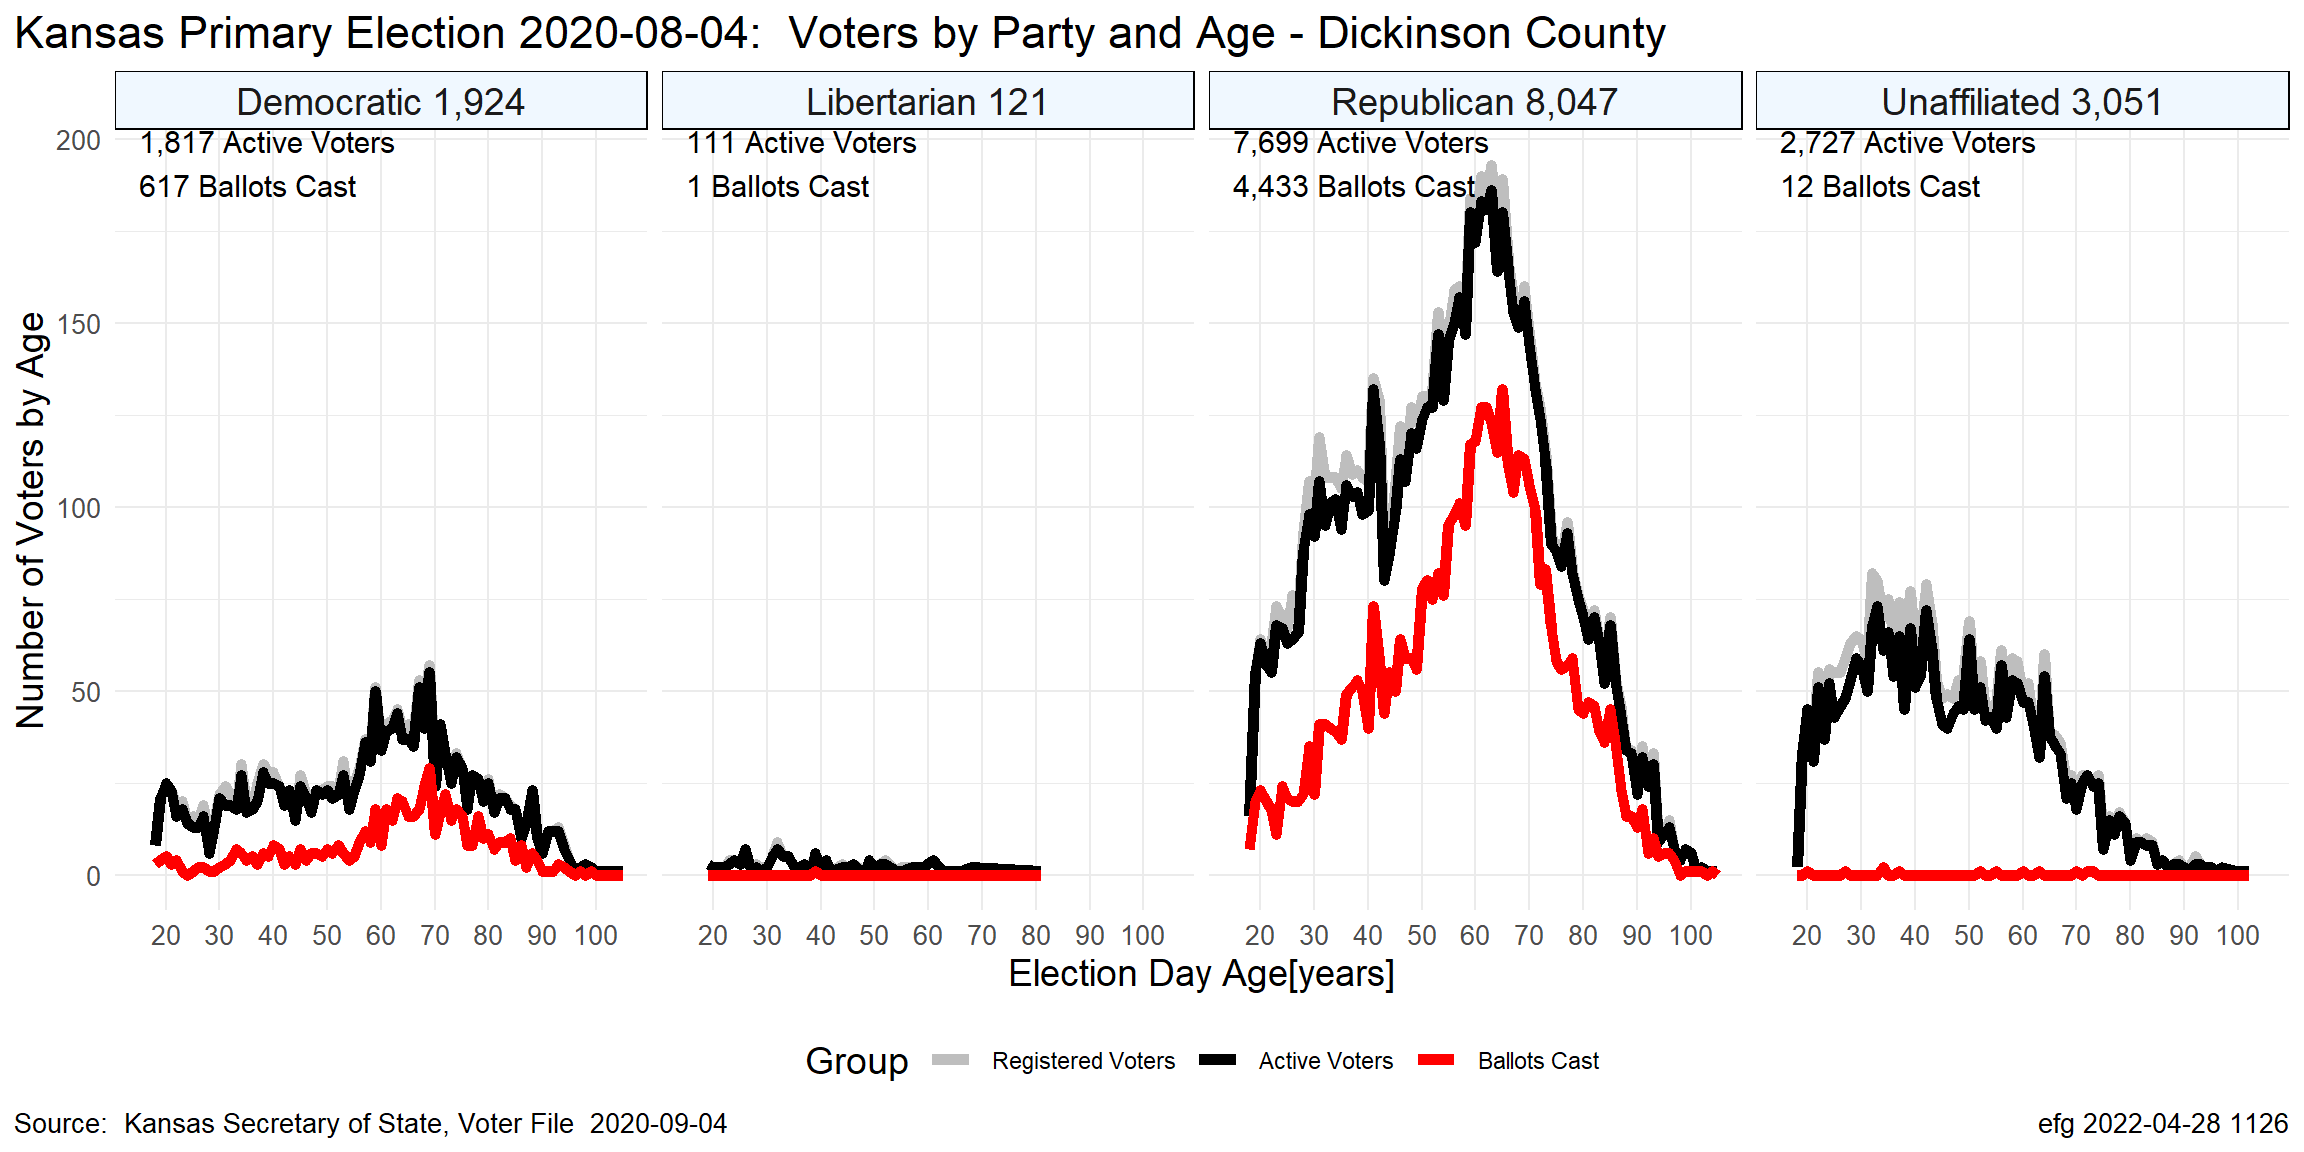 Kansas Primary Election 2020-08-04:  Voters by Party and Age - Dickinson County
Democratic 1,924
Libertarian 121
Republican 8,047
Unaffiliated 3,051
1,817 Active Voters
617 Ballots Cast
111 Active Voters
1 Ballots Cast
7,699 Active Voters
4,433 Ballots Cast
2,727 Active Voters
12 Ballots Cast
Number of Voters by Age
200
150
100
50
0
20 30 40 50 60 70 80 90 100
20 30 40 50 60 70 80 90 100
20 30 40 50 60 70 80 90 100
20 30 40 50 60 70 80 90 100
Election Day Age[years]
Group Registered Voters Active Voters Ballots Cast
Source:  Kansas Secretary of State, Voter File  2020-09-04
efg 2022-04-28 1126